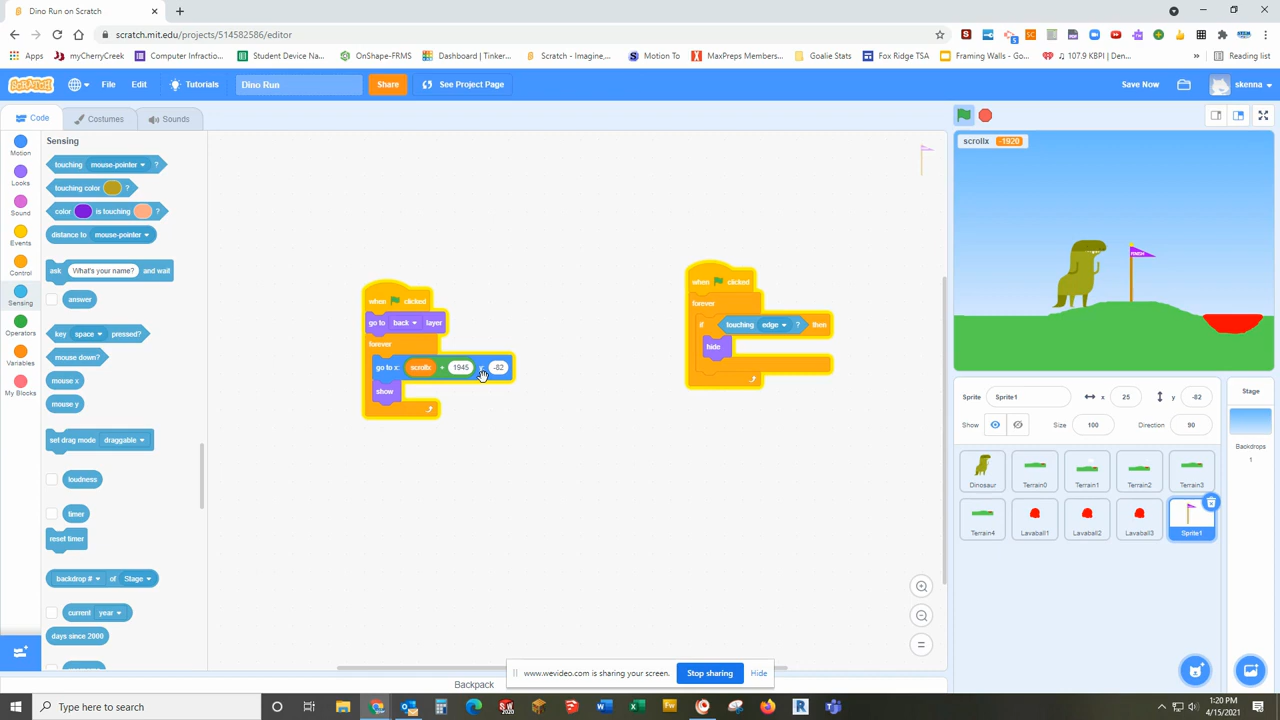 Dino Run on Scratch
scratch.mit.edu/projects/514582586/editor
Apps
myCherryCreek
Computer Infractio...
Student Device Na...
OnShape-FRMS
Dashboard | Tinker...
Scratch - Imagine,...
Motion To
MaxPreps Members...
Goalie Stats
Fox Ridge TSA
Framing Walls - Go...
107.9 KBPI | Den...
Reading list
SCRATCH
File
Edit
Tutorials
Dino Run
Share
See Project Page
Save Now
skenna
Code
Costumes
Sounds
Motion
Looks
Sound
Events
Control
Sensing
Operators
Variables
My Blocks
Sensing
touching mouse-pointer ?
touching color ?
color is touching ?
distance to mouse-pointer
ask What's your name? and wait
answer
key space pressed?
mouse down?
mouse x
mouse y
set drag mode draggable
loudness
timer
reset timer
backdrop # of Stage
current year
days since 2000
when clicked
go to back layer
forever
go to x: scrollx + 1945 y: -82
show
when clicked
forever
if touching edge ? then
hide
scrollx -1920
FINISH
Sprite Sprite1 x 25 y -82
Show Size 100 Direction 90
Dinosaur
Terrain0
Terrain1
Terrain2
Terrain3
Terrain4
Lavaball1
Lavaball2
Lavaball3
Sprite1
Stage
Backdrops
1
Backpack
www.wevideo.com is sharing your screen.
Stop sharing
Hide
Type here to search
1:20 PM
4/15/2021